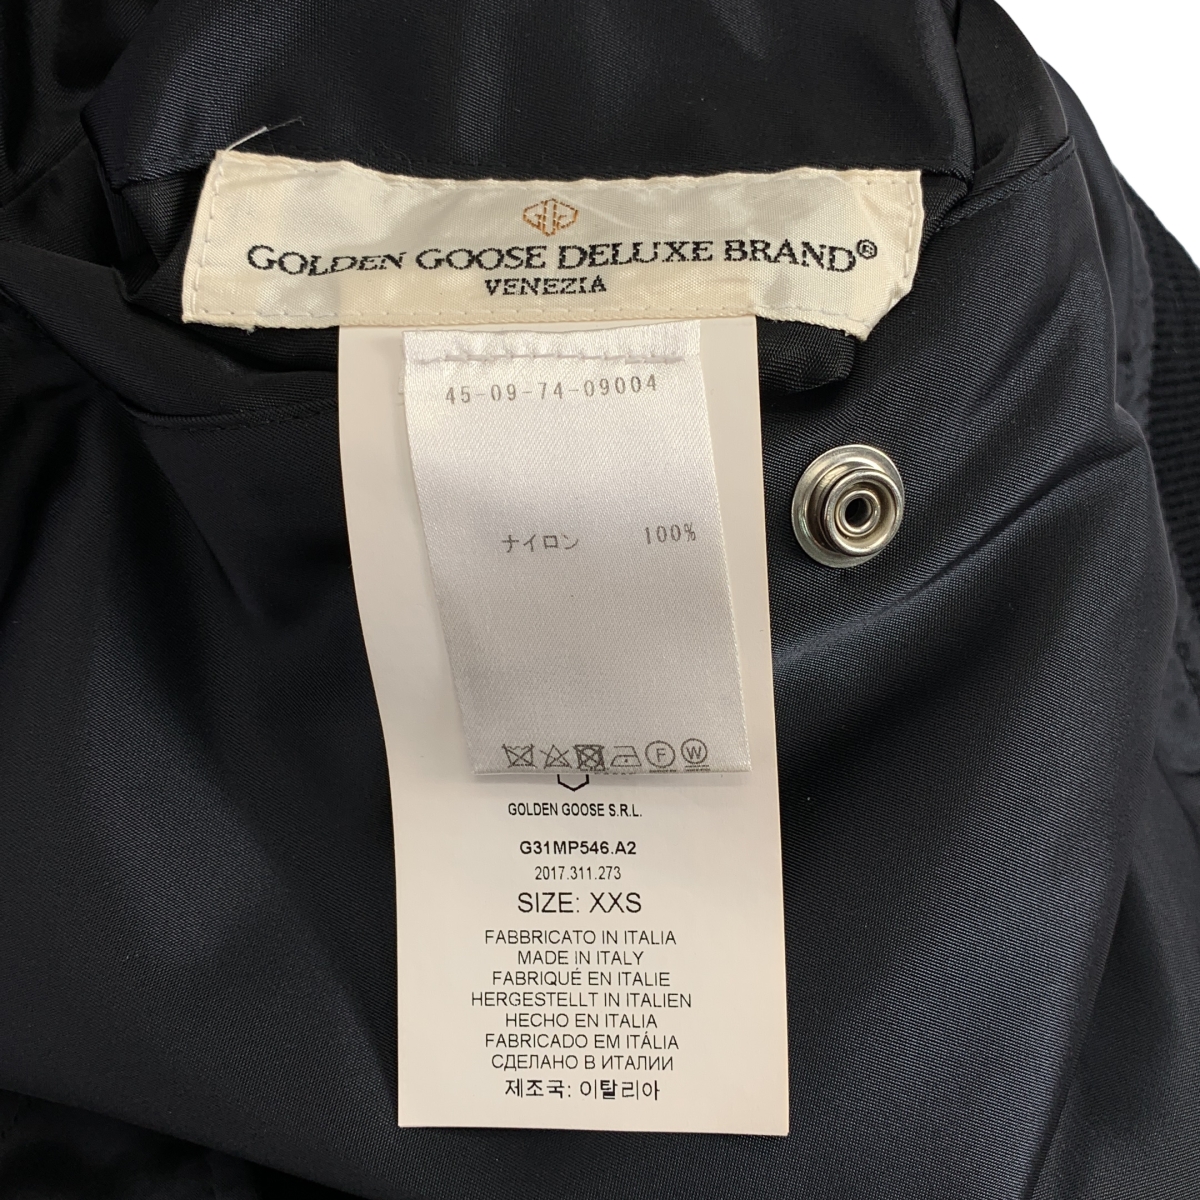 GOLDEN GOOSE DELUXE BRAND®
VENEZIA
45-09-74-09004
ナイロン 100%
F W
GOLDEN GOOSE S.R.L.
G31MP546.A2
2017.311.273
SIZE: XXS
FABBRICATO IN ITALIA
MADE IN ITALY
FABRIQUÉ EN ITALIE
HERGESTELLT IN ITALIEN
HECHO EN ITALIA
FABRICADO EM ITÁLIA
СДЕЛАНО В ИТАЛИИ
제조국: 이탈리아